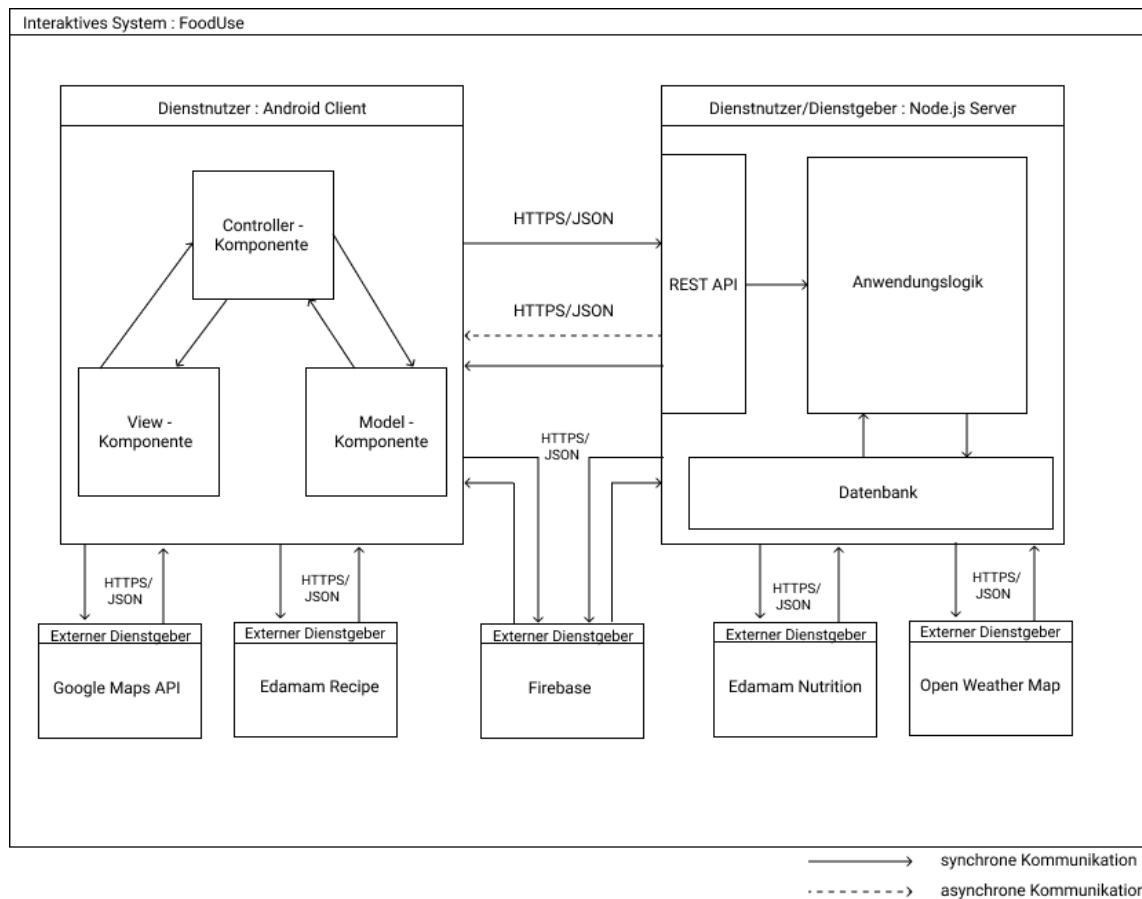 Interaktives System : FoodUse
Dienstnutzer : Android Client
Dienstnutzer/Dienstgeber : Node.js Server
Controller -
Komponente
View -
Komponente
Model -
Komponente
HTTPS/JSON
HTTPS/JSON
REST API
Anwendungslogik
Datenbank
HTTPS/
JSON
HTTPS/
JSON
HTTPS/
JSON
HTTPS/
JSON
HTTPS/
JSON
Externer Dienstgeber
Google Maps API
Externer Dienstgeber
Edamam Recipe
Externer Dienstgeber
Firebase
Externer Dienstgeber
Edamam Nutrition
Externer Dienstgeber
Open Weather Map
synchrone Kommunikation
asynchrone Kommunikation